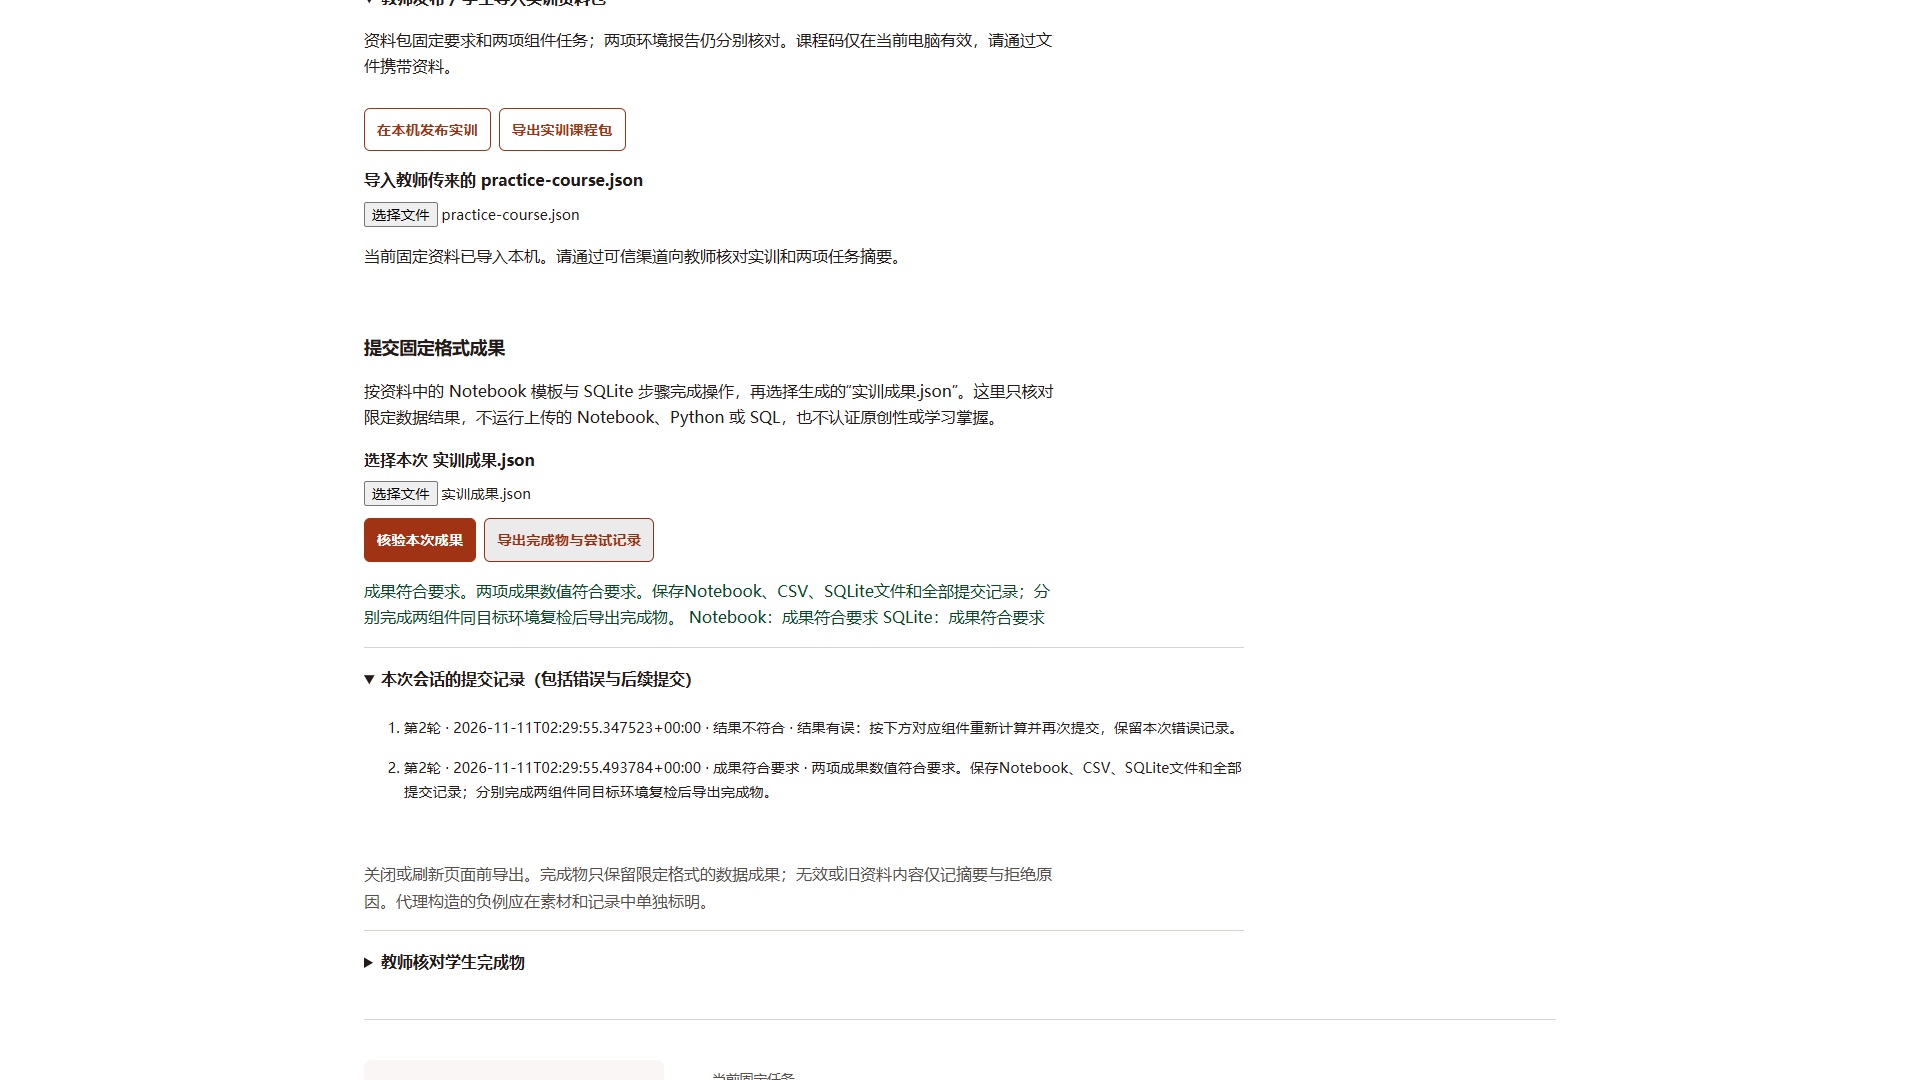 ▼ 教师发布 / 学生导入实训资料包
资料包固定要求和两项组件任务；两项环境报告仍分别核对。课程码仅在当前电脑有效，请通过文
件携带资料。
在本机发布实训 导出实训课程包
导入教师传来的 practice-course.json
选择文件 practice-course.json
当前固定资料已导入本机。请通过可信渠道向教师核对实训和两项任务摘要。
提交固定格式成果
按资料中的 Notebook 模板与 SQLite 步骤完成操作，再选择生成的“实训成果.json”。这里只核对
限定数据结果，不运行上传的 Notebook、Python 或 SQL，也不认证原创性或学习掌握。
选择本次 实训成果.json
选择文件 实训成果.json
核验本次成果 导出完成物与尝试记录
成果符合要求。两项成果数值符合要求。保存Notebook、CSV、SQLite文件和全部提交记录；分
别完成两组件同目标环境复检后导出完成物。 Notebook：成果符合要求 SQLite：成果符合要求
▼ 本次会话的提交记录（包括错误与后续提交）
1. 第2轮 · 2026-11-11T02:29:55.347523+00:00 · 结果不符合 · 结果有误：按下方对应组件重新计算并再次提交，保留本次错误记录。
2. 第2轮 · 2026-11-11T02:29:55.493784+00:00 · 成果符合要求 · 两项成果数值符合要求。保存Notebook、CSV、SQLite文件和全部
提交记录；分别完成两组件同目标环境复检后导出完成物。
关闭或刷新页面前导出。完成物只保留限定格式的数据成果；无效或旧资料内容仅记摘要与拒绝原
因。代理构造的负例应在素材和记录中单独标明。
▶ 教师核对学生完成物
当前固定任务